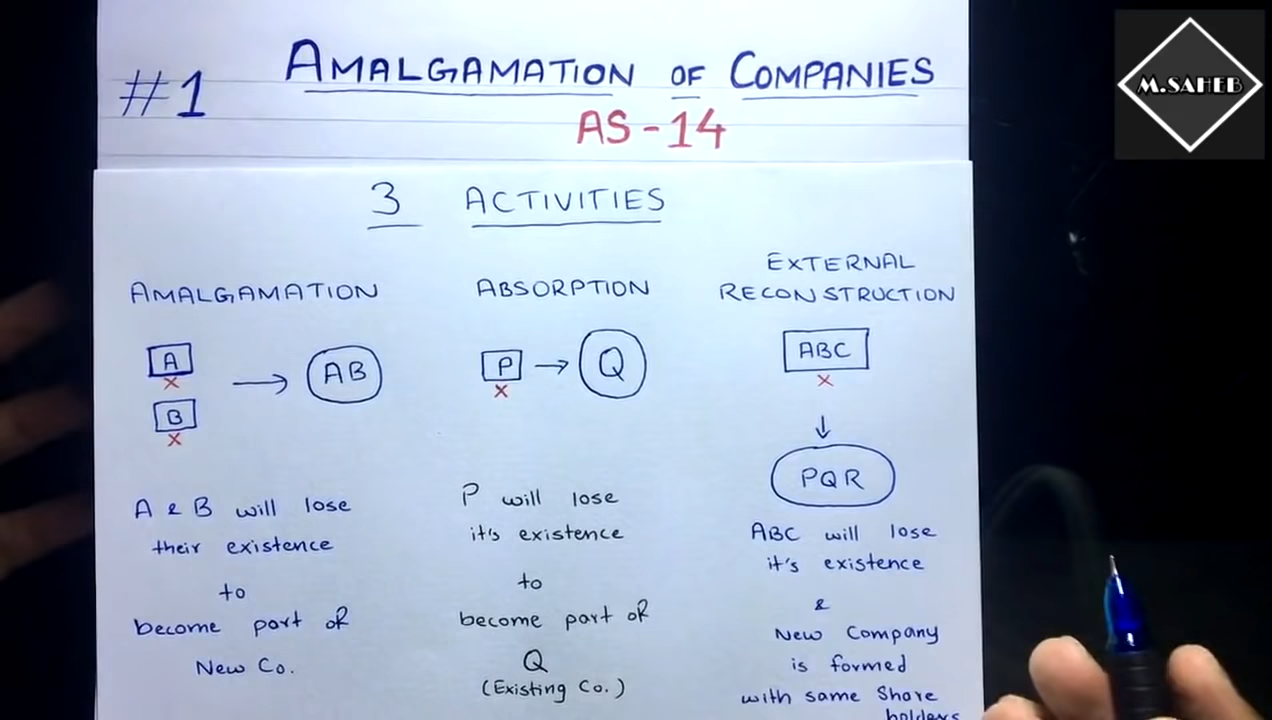 #1 AMALGAMATION OF COMPANIES
AS-14
M.SAHEB
3 ACTIVITIES
AMALGAMATION
A
x
B
x
AB
A & B will lose
their existence
to
become part of
New Co.
ABSORPTION
P
x
Q
P will lose
it's existence
to
become part of
Q
(Existing Co.)
EXTERNAL
RECONSTRUCTION
ABC
x
PQR
ABC will lose
it's existence
&
New Company
is formed
with same Share
holders